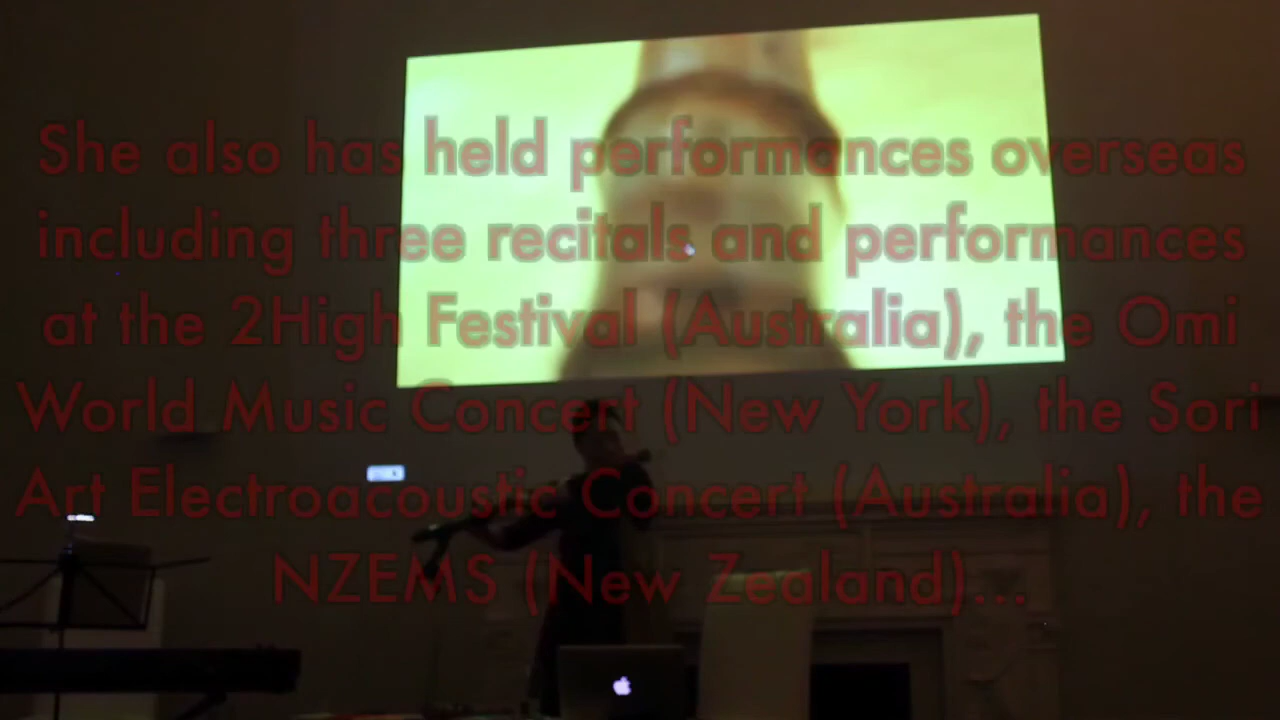 She also has held performances overseas
including three recitals and performances
at the 2High Festival (Australia), the Omi
World Music Concert (New York), the Sori
Art Electroacoustic Concert (Australia), the
NZEMS (New Zealand)...